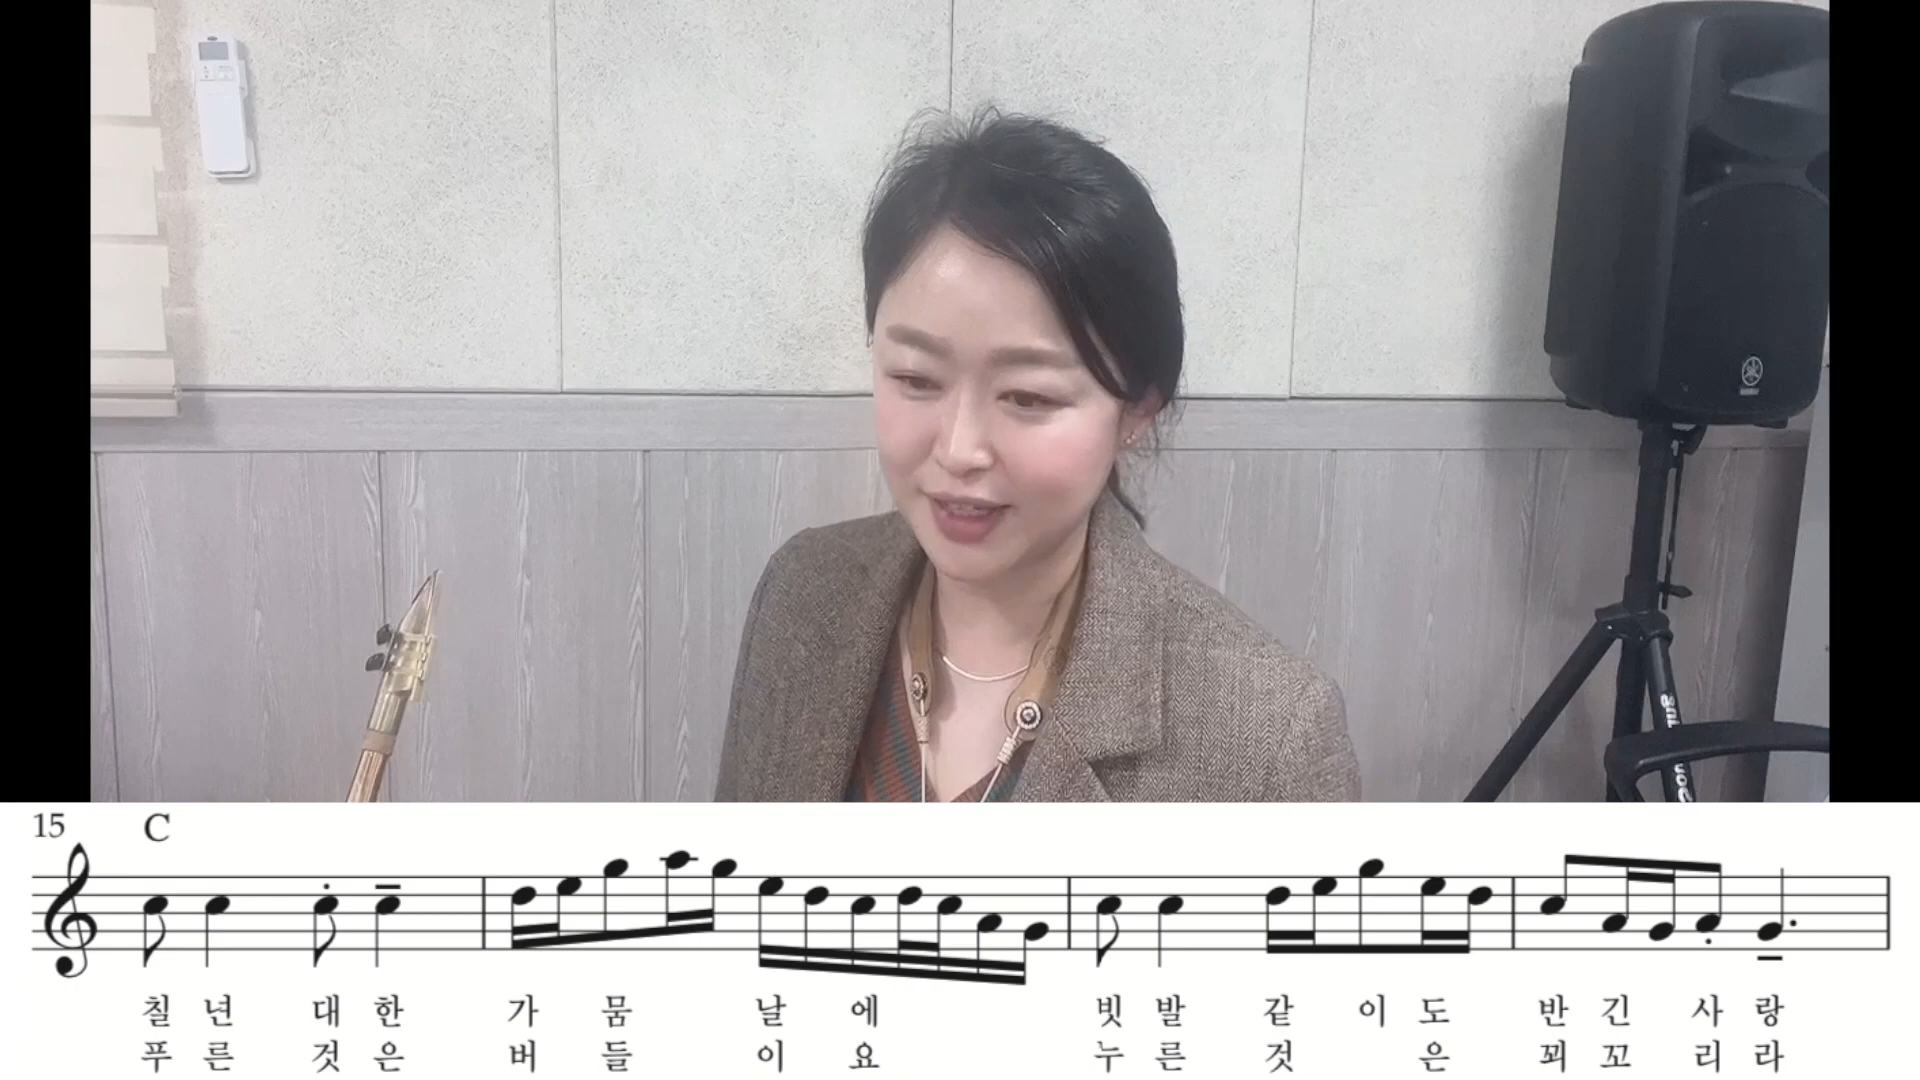 15 C
칠 년 대 한 가 뭄 날 에 빗 발 같 이 도 반 긴 사 랑
푸 른 것 은 버 들 이 요 누 른 것 은 꾀 꼬 리 라